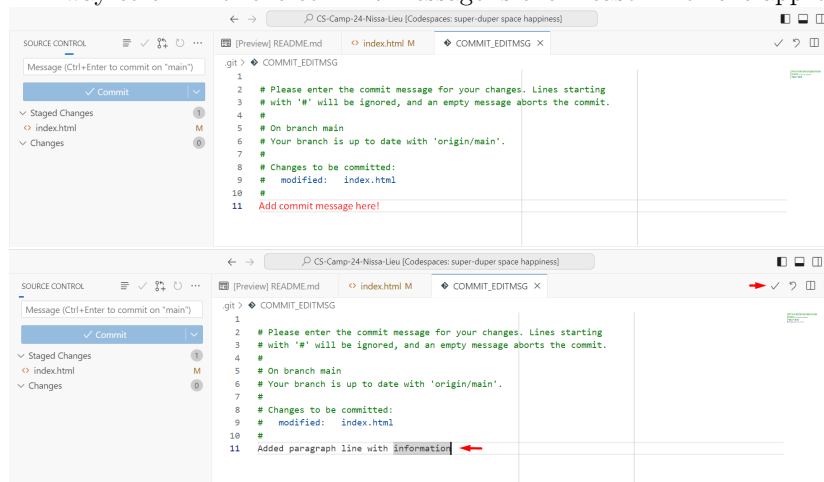 CS-Camp-24-Nissa-Lieu [Codespaces: super-duper space happiness]
SOURCE CONTROL
[Preview] README.md
index.html M
COMMIT_EDITMSG
Message (Ctrl+Enter to commit on "main")
Commit
Staged Changes 1
index.html M
Changes 0
.git > COMMIT_EDITMSG
1
2 # Please enter the commit message for your changes. Lines starting
3 # with '#' will be ignored, and an empty message aborts the commit.
4 #
5 # On branch main
6 # Your branch is up to date with 'origin/main'.
7 #
8 # Changes to be committed:
9 # modified: index.html
10 #
11 Add commit message here!
CS-Camp-24-Nissa-Lieu [Codespaces: super-duper space happiness]
SOURCE CONTROL
[Preview] README.md
index.html M
COMMIT_EDITMSG
Message (Ctrl+Enter to commit on "main")
Commit
Staged Changes 1
index.html M
Changes 0
.git > COMMIT_EDITMSG
1
2 # Please enter the commit message for your changes. Lines starting
3 # with '#' will be ignored, and an empty message aborts the commit.
4 #
5 # On branch main
6 # Your branch is up to date with 'origin/main'.
7 #
8 # Changes to be committed:
9 # modified: index.html
10 #
11 Added paragraph line with information